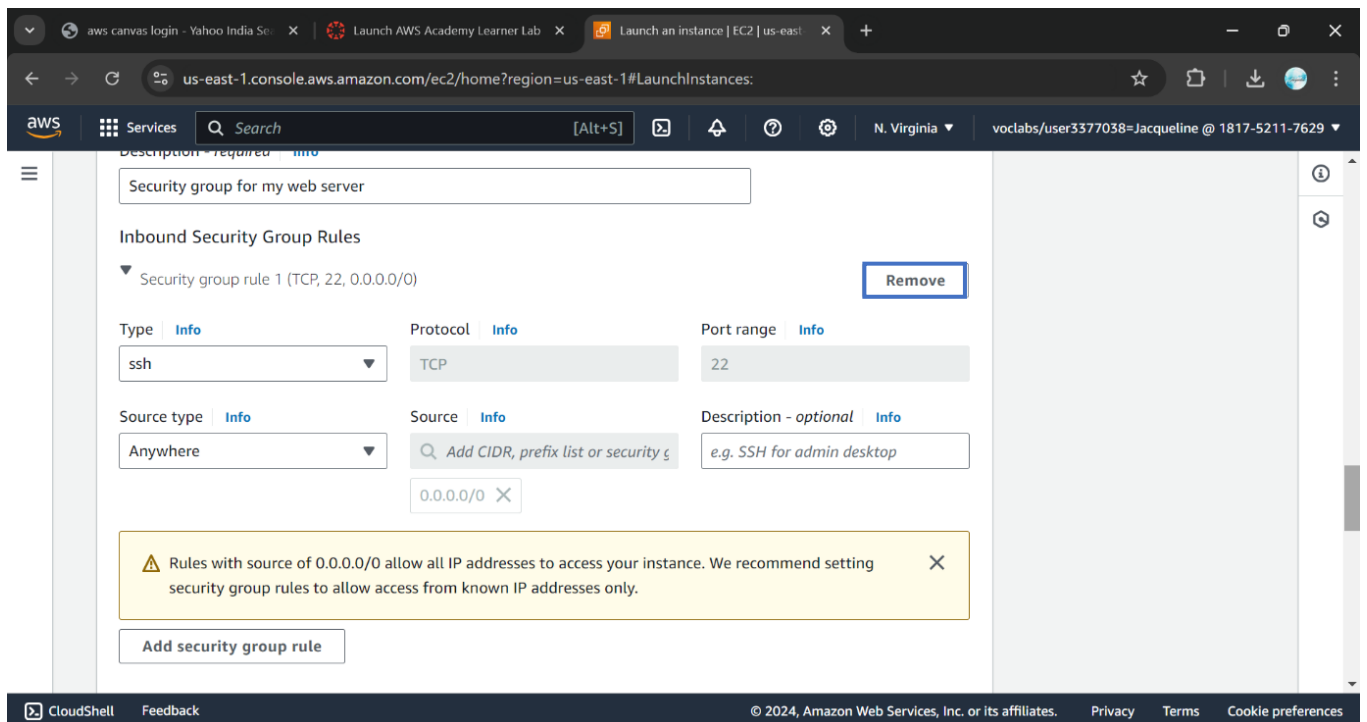 aws canvas login - Yahoo India Se
Launch AWS Academy Learner Lab
Launch an instance | EC2 | us-east
us-east-1.console.aws.amazon.com/ec2/home?region=us-east-1#LaunchInstances:
aws
Services
Search
[Alt+S]
N. Virginia
voclabs/user3377038=Jacqueline @ 1817-5211-7629
Description - required Info
Security group for my web server
Inbound Security Group Rules
Security group rule 1 (TCP, 22, 0.0.0.0/0)
Remove
Type Info
Protocol Info
Port range Info
ssh
TCP
22
Source type Info
Source Info
Description - optional Info
Anywhere
Add CIDR, prefix list or security g
e.g. SSH for admin desktop
0.0.0.0/0
Rules with source of 0.0.0.0/0 allow all IP addresses to access your instance. We recommend setting
security group rules to allow access from known IP addresses only.
Add security group rule
CloudShell
Feedback
© 2024, Amazon Web Services, Inc. or its affiliates.
Privacy
Terms
Cookie preferences